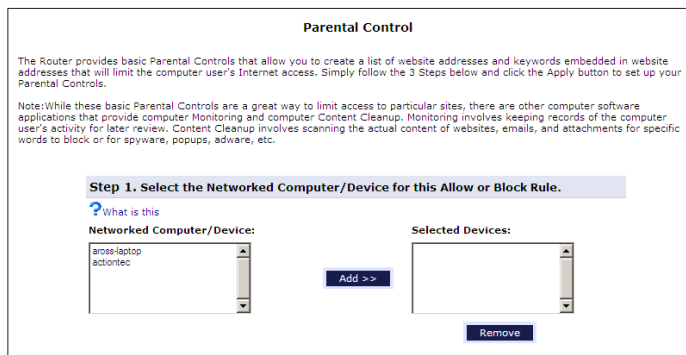 Parental Control
The Router provides basic Parental Controls that allow you to create a list of website addresses and keywords embedded in website
addresses that will limit the computer user's Internet access. Simply follow the 3 Steps below and click the Apply button to set up your
Parental Controls.
Note:While these basic Parental Controls are a great way to limit access to particular sites, there are other computer software
applications that provide computer Monitoring and computer Content Cleanup. Monitoring involves keeping records of the computer
user's activity for later review. Content Cleanup involves scanning the actual content of websites, emails, and attachments for specific
words to block or for spyware, popups, adware, etc.
Step 1. Select the Networked Computer/Device for this Allow or Block Rule.
? What is this
Networked Computer/Device: Selected Devices:
aross-laptop
actiontec
Add >>
Remove